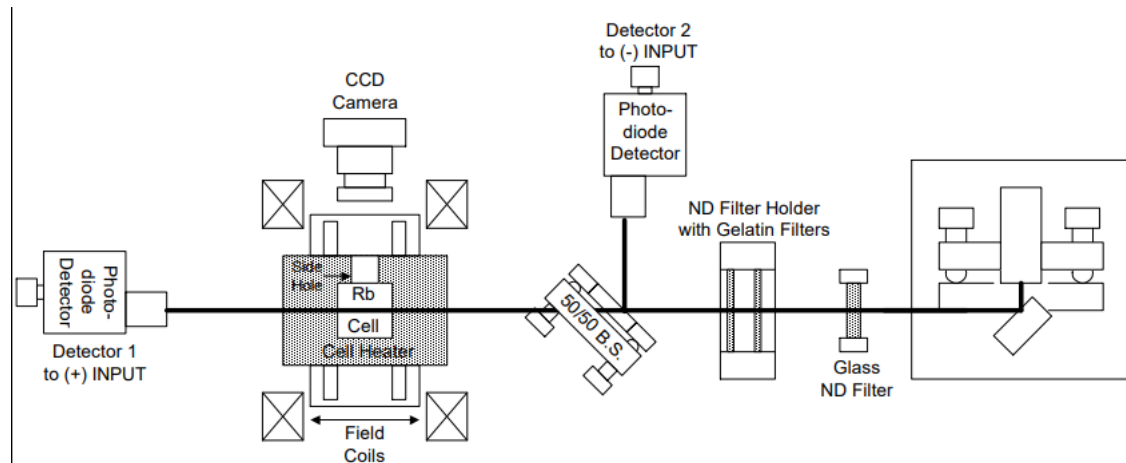 Detector 2
to (-) INPUT
CCD
Camera
Photo-
diode
Detector
ND Filter Holder
with Gelatin Filters
Photo-
diode
Detector
Side
Hole
Rb
Cell
Cell Heater
50/50 B.S.
Detector 1
to (+) INPUT
Glass
ND Filter
Field
Coils